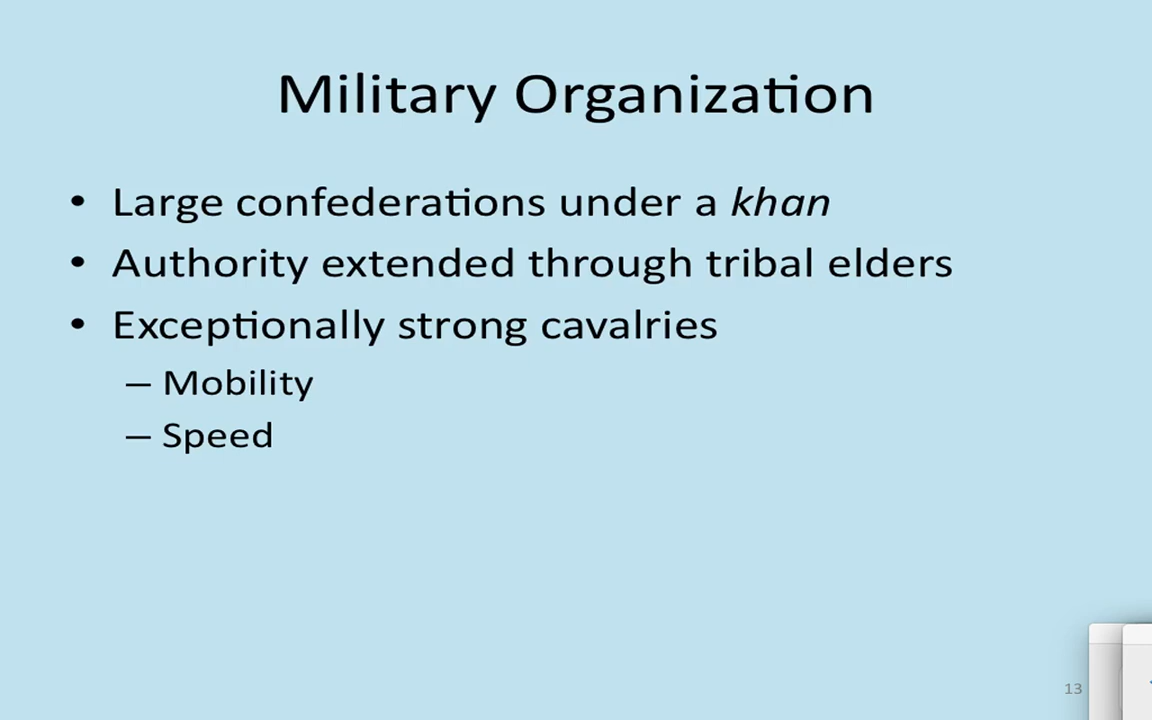 Military Organization
• Large confederations under a khan
• Authority extended through tribal elders
• Exceptionally strong cavalries
– Mobility
– Speed
13